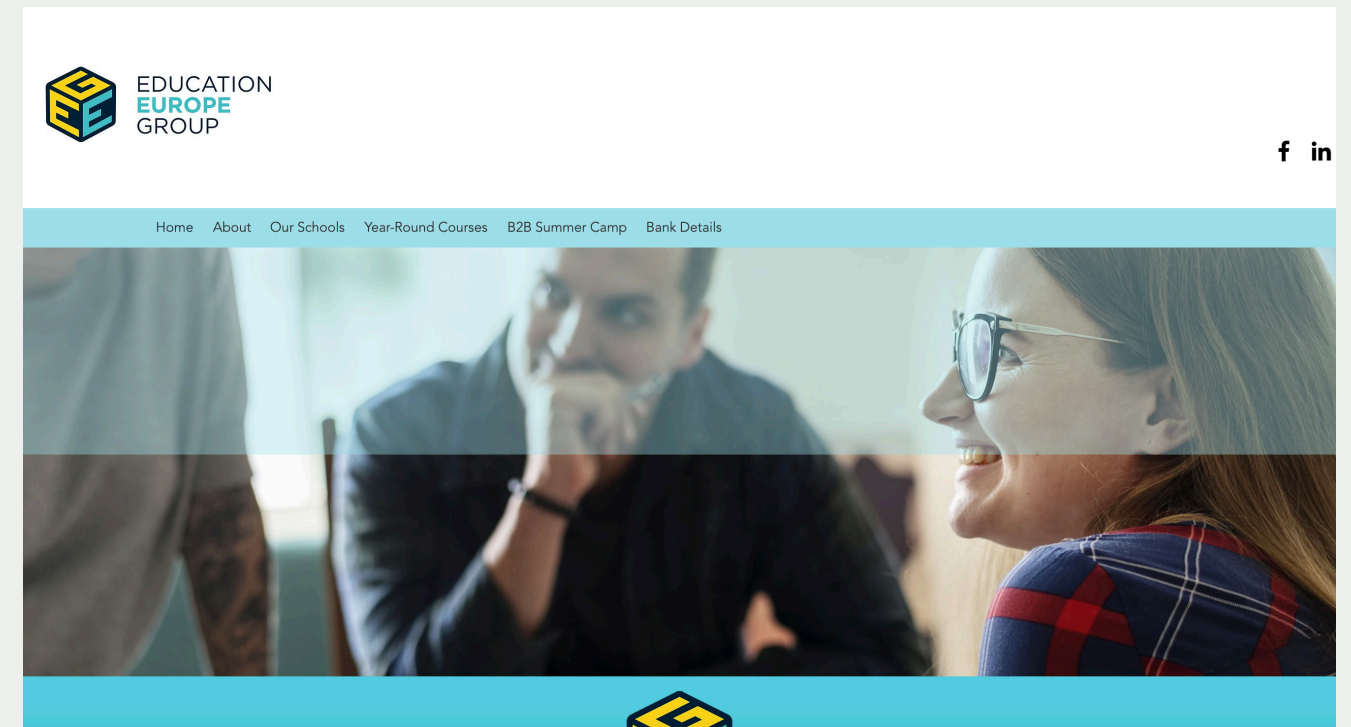 EDUCATION
EUROPE
GROUP
Home About Our Schools Year-Round Courses B2B Summer Camp Bank Details